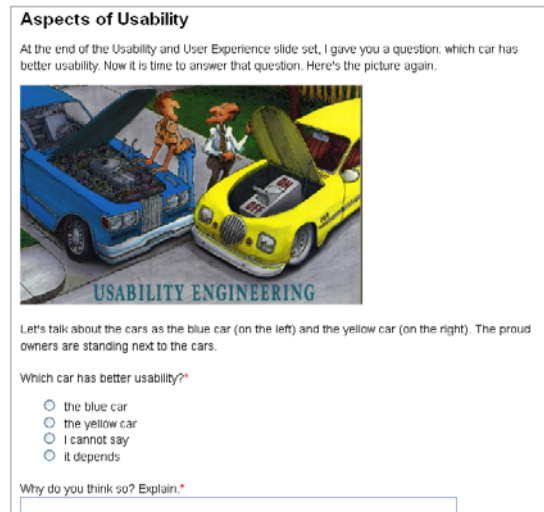 Aspects of Usability
At the end of the Usability and User Experience slide set, I gave you a question: which car has
better usability. Now it is time to answer that question. Here's the picture again.
ON
OFF
USABILITY ENGINEERING
Let's talk about the cars as the blue car (on the left) and the yellow car (on the right). The proud
owners are standing next to the cars.
Which car has better usability?*
the blue car
the yellow car
I cannot say
it depends
Why do you think so? Explain.*